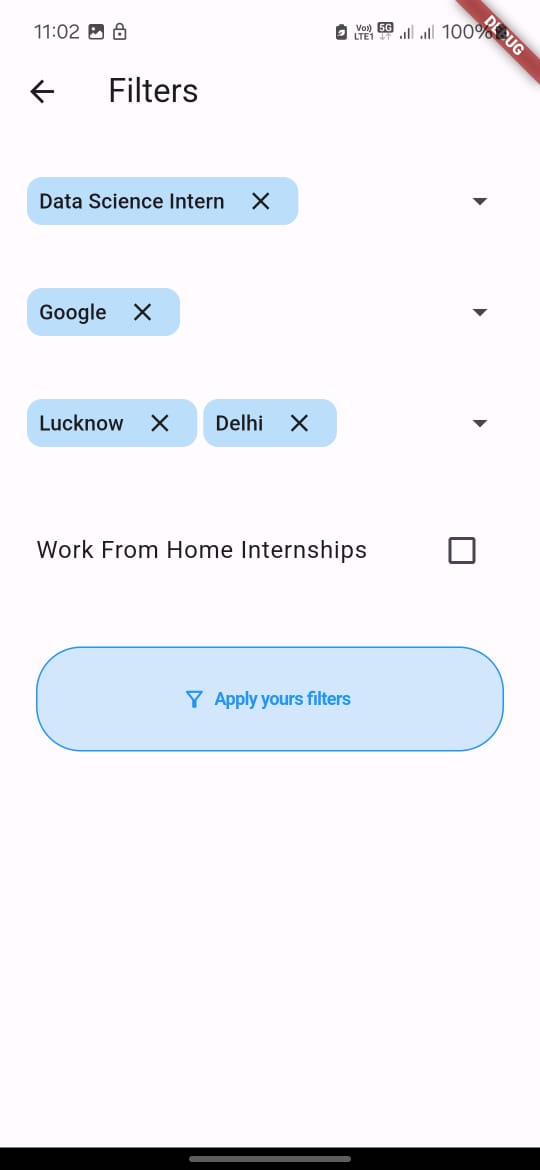 11:02 Vo)) 5G 100%
LTE1
DEBUG
Filters
Data Science Intern
Google
Lucknow Delhi
Work From Home Internships
Apply yours filters